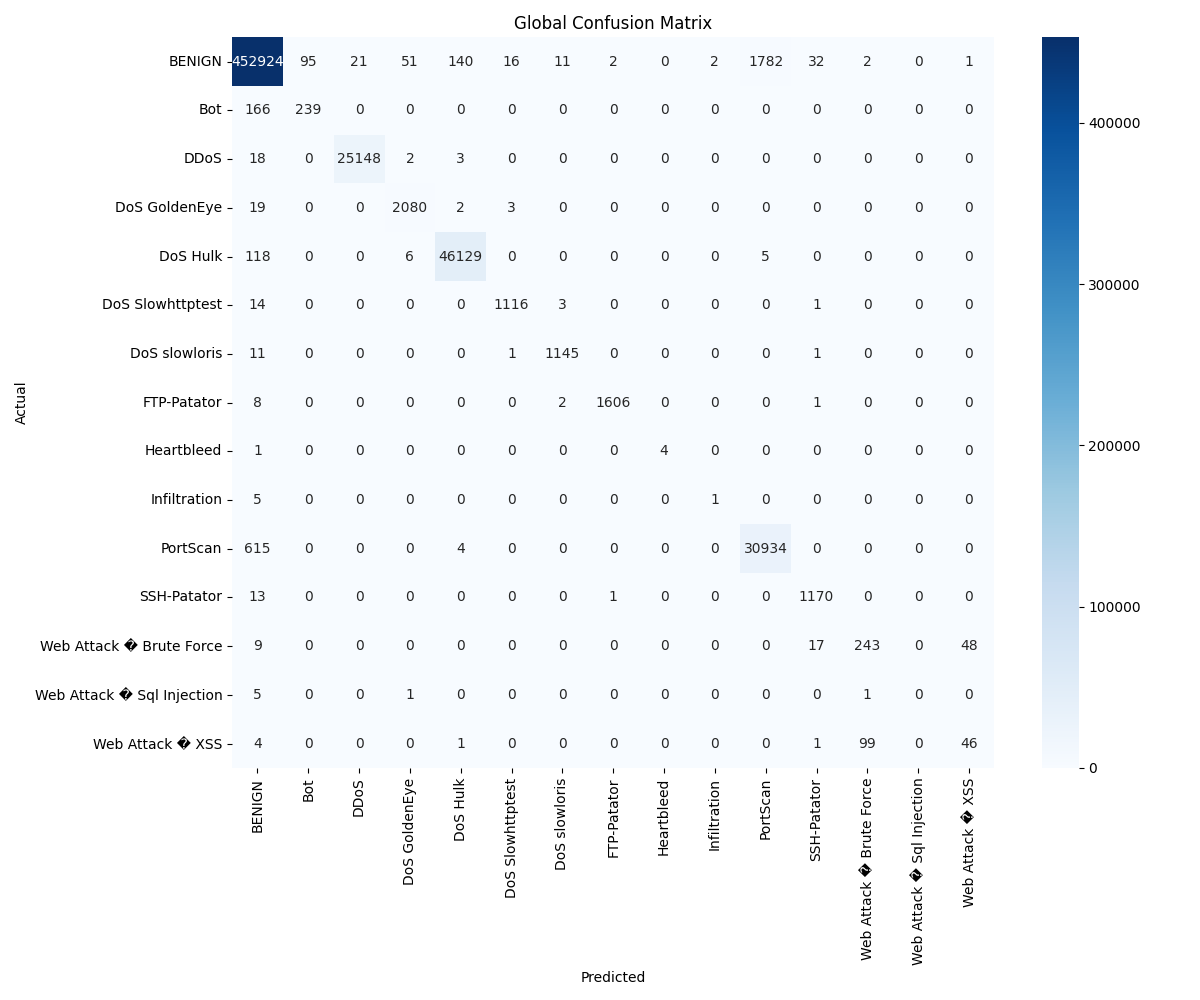 Global Confusion Matrix
BENIGN 452924 95 21 51 140 16 11 2 0 2 1782 32 2 0 1
Bot 166 239 0 0 0 0 0 0 0 0 0 0 0 0 0
DDoS 18 0 25148 2 3 0 0 0 0 0 0 0 0 0 0
DoS GoldenEye 19 0 0 2080 2 3 0 0 0 0 0 0 0 0 0
DoS Hulk 118 0 0 6 46129 0 0 0 0 0 5 0 0 0 0
DoS Slowhttptest 14 0 0 0 0 1116 3 0 0 0 0 1 0 0 0
DoS slowloris 11 0 0 0 0 1 1145 0 0 0 0 1 0 0 0
FTP-Patator 8 0 0 0 0 0 2 1606 0 0 0 1 0 0 0
Heartbleed 1 0 0 0 0 0 0 0 4 0 0 0 0 0 0
Infiltration 5 0 0 0 0 0 0 0 0 1 0 0 0 0 0
PortScan 615 0 0 0 4 0 0 0 0 0 30934 0 0 0 0
SSH-Patator 13 0 0 0 0 0 0 1 0 0 0 1170 0 0 0
Web Attack � Brute Force 9 0 0 0 0 0 0 0 0 0 0 17 243 0 48
Web Attack � Sql Injection 5 0 0 1 0 0 0 0 0 0 0 0 1 0 0
Web Attack � XSS 4 0 0 0 1 0 0 0 0 0 0 1 99 0 46
Actual
BENIGN
Bot
DDoS
DoS GoldenEye
DoS Hulk
DoS Slowhttptest
DoS slowloris
FTP-Patator
Heartbleed
Infiltration
PortScan
SSH-Patator
Web Attack � Brute Force
Web Attack � Sql Injection
Web Attack � XSS
Predicted
400000
300000
200000
100000
0